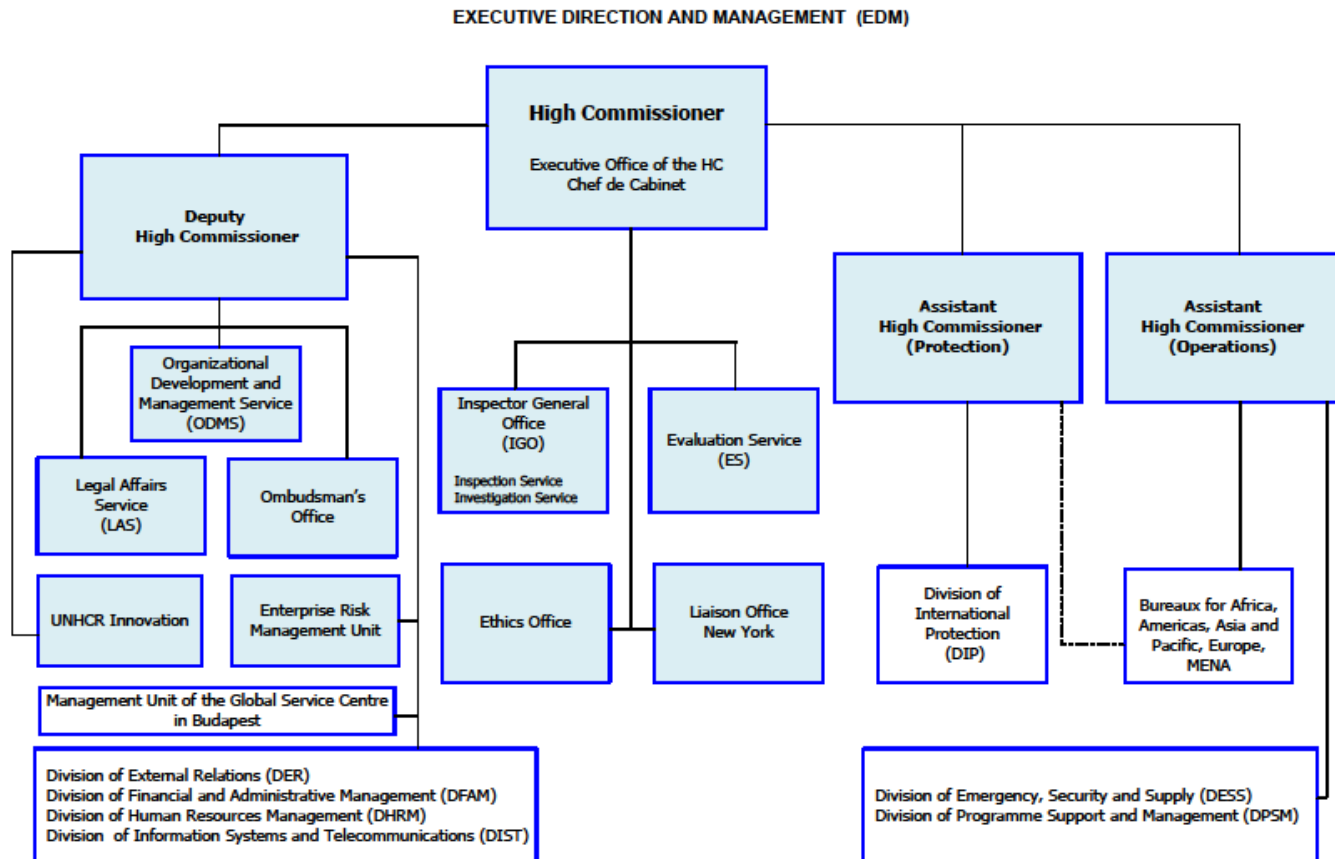 EXECUTIVE DIRECTION AND MANAGEMENT (EDM)
High Commissioner
Executive Office of the HC
Chef de Cabinet
Deputy
High Commissioner
Assistant
High Commissioner
(Protection)
Assistant
High Commissioner
(Operations)
Organizational
Development and
Management Service
(ODMS)
Legal Affairs
Service
(LAS)
Ombudsman's
Office
Inspector General
Office
(IGO)
Inspection Service
Investigation Service
Evaluation Service
(ES)
UNHCR Innovation
Enterprise Risk
Management Unit
Ethics Office
Liaison Office
New York
Division of
International
Protection
(DIP)
Bureaux for Africa,
Americas, Asia and
Pacific, Europe,
MENA
Management Unit of the Global Service Centre
in Budapest
Division of External Relations (DER)
Division of Financial and Administrative Management (DFAM)
Division of Human Resources Management (DHRM)
Division of Information Systems and Telecommunications (DIST)
Division of Emergency, Security and Supply (DESS)
Division of Programme Support and Management (DPSM)